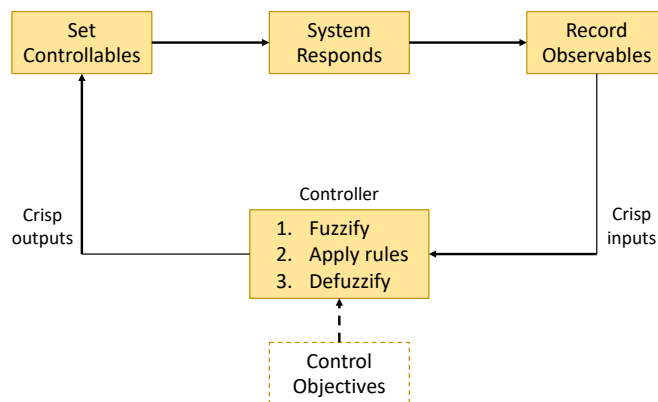 Set
Controllables
System
Responds
Record
Observables
Controller
Crisp
outputs
1. Fuzzify
2. Apply rules
3. Defuzzify
Crisp
inputs
Control
Objectives